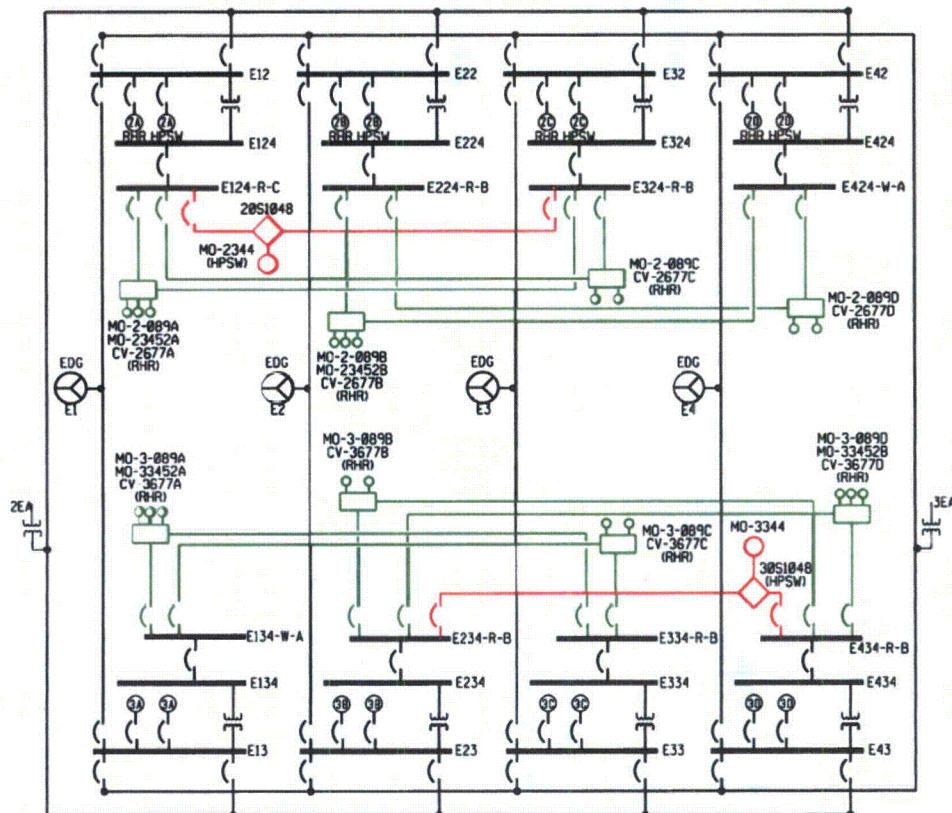 E12
E22
E32
E42
2A
2A
2B
2B
2C
2C
2D
2D
RHR HPSW
RHR HPSW
RHR HPSW
RHR HPSW
E124
E224
E324
E424
E124-R-C
E224-R-B
E324-R-B
E424-W-A
20S1048
MO-2344
(HPSW)
MO-2-089C
CV-2677C
(RHR)
MO-2-089D
CV-2677D
(RHR)
MO-2-089A
MO-23452A
CV-2677A
(RHR)
MO-2-089B
MO-23452B
CV-2677B
(RHR)
EDG
E1
EDG
E2
EDG
E3
EDG
E4
MO-3-089A
MO-33452A
CV-3677A
(RHR)
MO-3-089B
CV-3677B
(RHR)
MO-3-089D
MO-33452B
CV-3677D
(RHR)
2EA
3EA
MO-3-089C
CV-3677C
(RHR)
MO-3344
30S1048
(HPSW)
E134-W-A
E234-R-B
E334-R-B
E434-R-B
E134
E234
E334
E434
3A
3A
3B
3B
3C
3C
3D
3D
E13
E23
E33
E43